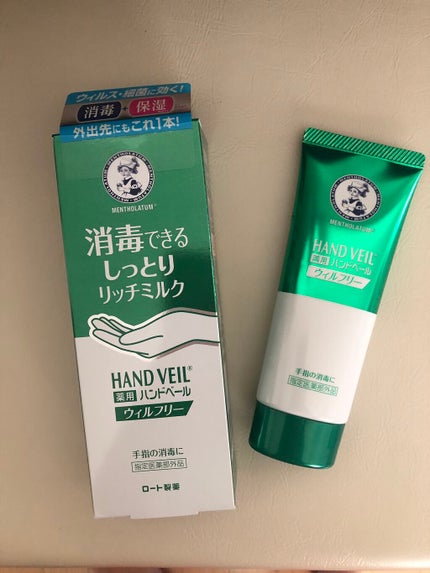 ウィルス・細菌に効く!
消毒 保湿
外出先にもこれ1本!
MENTHOLATUM
消毒できる
しっとり
リッチミルク
HAND VEIL®
薬用 ハンドベール
ウィルフリー
手指の消毒に
指定医薬部外品
ロート製薬
MENTHOLATUM
HAND VEIL
薬用 ハンドベール
ウィルフリー
手指の消毒に
指定医薬部外品